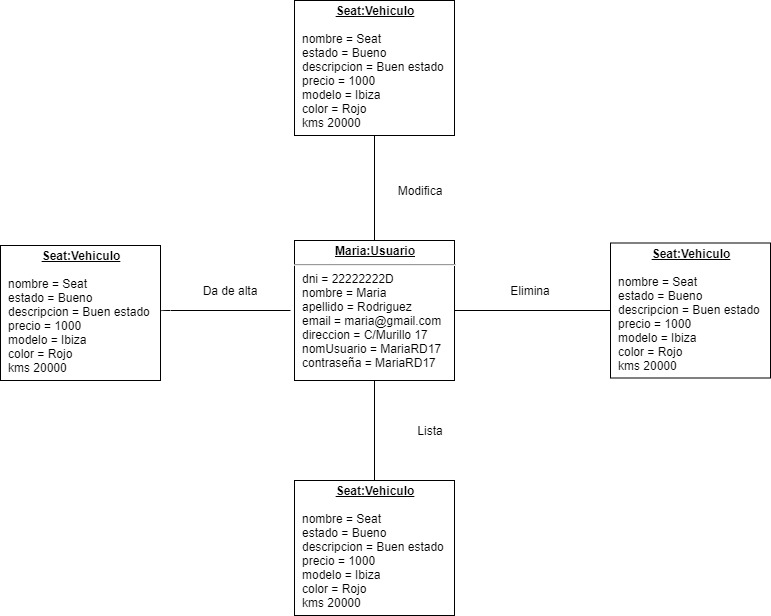 Seat:Vehiculo
nombre = Seat
estado = Bueno
descripcion = Buen estado
precio = 1000
modelo = Ibiza
color = Rojo
kms 20000
Modifica
Seat:Vehiculo
nombre = Seat
estado = Bueno
descripcion = Buen estado
precio = 1000
modelo = Ibiza
color = Rojo
kms 20000
Da de alta
Maria:Usuario
dni = 22222222D
nombre = Maria
apellido = Rodriguez
email = maria@gmail.com
direccion = C/Murillo 17
nomUsuario = MariaRD17
contraseña = MariaRD17
Elimina
Seat:Vehiculo
nombre = Seat
estado = Bueno
descripcion = Buen estado
precio = 1000
modelo = Ibiza
color = Rojo
kms 20000
Lista
Seat:Vehiculo
nombre = Seat
estado = Bueno
descripcion = Buen estado
precio = 1000
modelo = Ibiza
color = Rojo
kms 20000